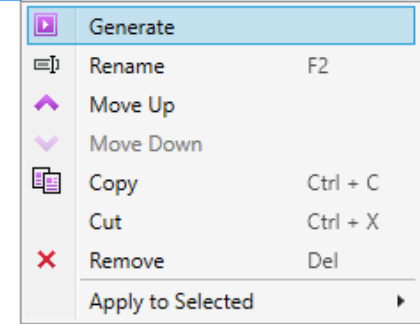 Generate
Rename F2
Move Up
Move Down
Copy Ctrl + C
Cut Ctrl + X
Remove Del
Apply to Selected